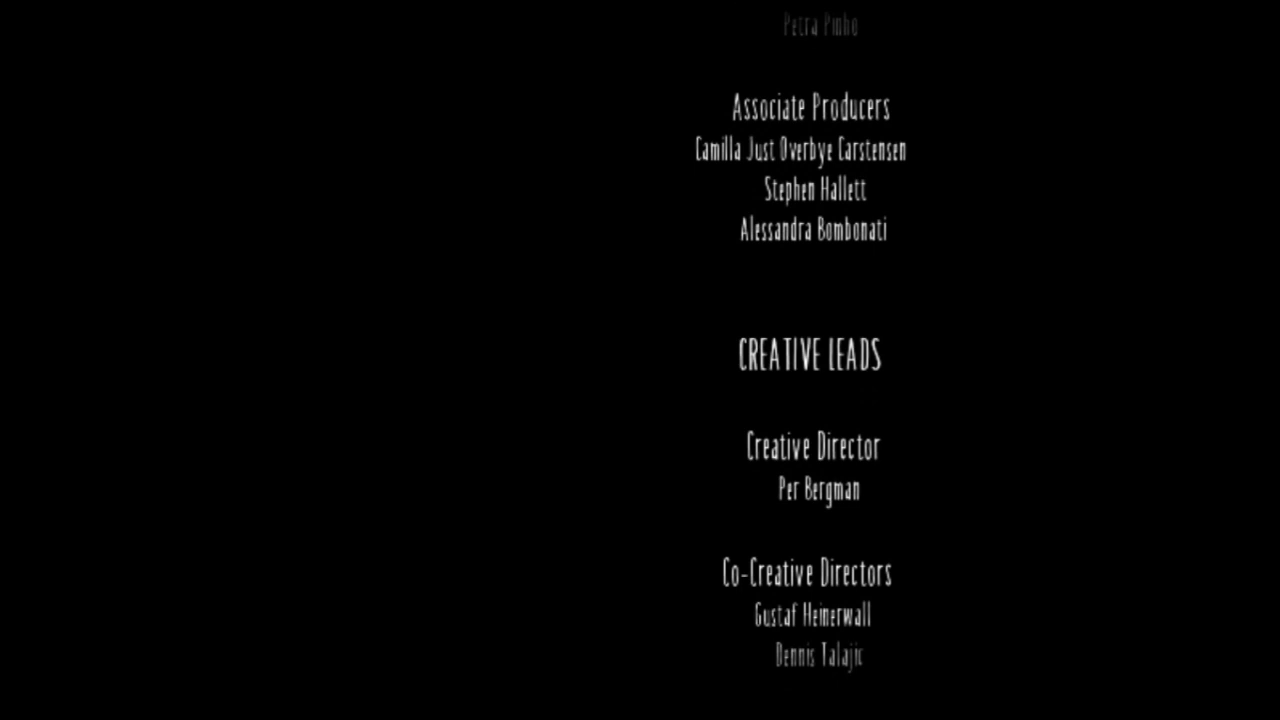 Petra Pinho
Associate Producers
Camilla Just Overbye Carstensen
Stephen Hallett
Alessandra Bombonati
CREATIVE LEADS
Creative Director
Per Bergman
Co-Creative Directors
Gustaf Heinerwall
Dennis Talajic